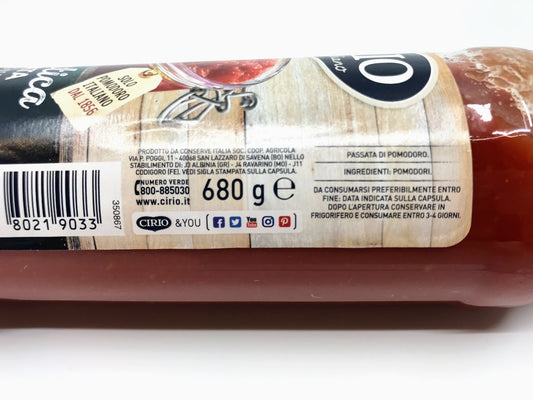 SOLO
POMODORO
ITALIANO
DAL 1856
PRODOTTO DA CONSERVE ITALIA SOC. COOP. AGRICOLA
VIA P. POGGI, 11 - 40068 SAN LAZZARO DI SAVENA (BO) NELLO
STABILIMENTO DI: J3 ALBINIA (GR) - J4 RAVARINO (MO) - J11
CODIGORO (FE). VEDI SIGLA STAMPATA SULLA CAPSULA.
NUMERO VERDE
800-885030
www.cirio.it
680 g e
CIRIO &YOU
You Tube
PASSATA DI POMODORO.
INGREDIENTI: POMODORI.
DA CONSUMARSI PREFERIBILMENTE ENTRO
FINE: DATA INDICATA SULLA CAPSULA.
DOPO L'APERTURA CONSERVARE IN
FRIGORIFERO E CONSUMARE ENTRO 3-4 GIORNI.
8021 9033
350867